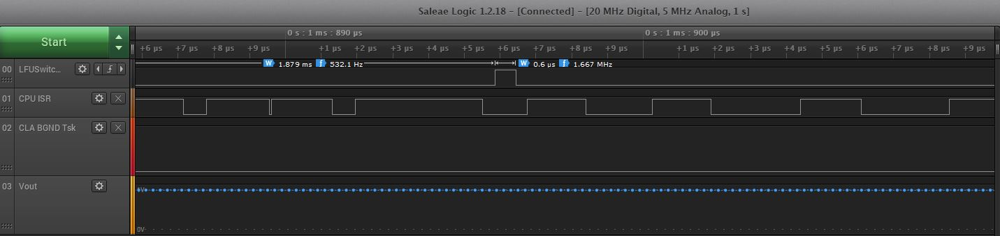 Saleae Logic 1.2.18 – [Connected] – [20 MHz Digital, 5 MHz Analog, 1 s]
Start
0 s : 1 ms : 890 µs 0 s : 1 ms : 900 µs
+6 µs +7 µs +8 µs +9 µs +1 µs +2 µs +3 µs +4 µs +5 µs +6 µs +7 µs +8 µs +9 µs +1 µs +2 µs +3 µs +4 µs +5 µs +6 µs +7 µs +8 µs +9 µs
00 LFUSwitc... W 1.879 ms f 532.1 Hz W 0.6 µs f 1.667 MHz
01 CPU ISR
02 CLA BGND Tsk
03 Vout
0V